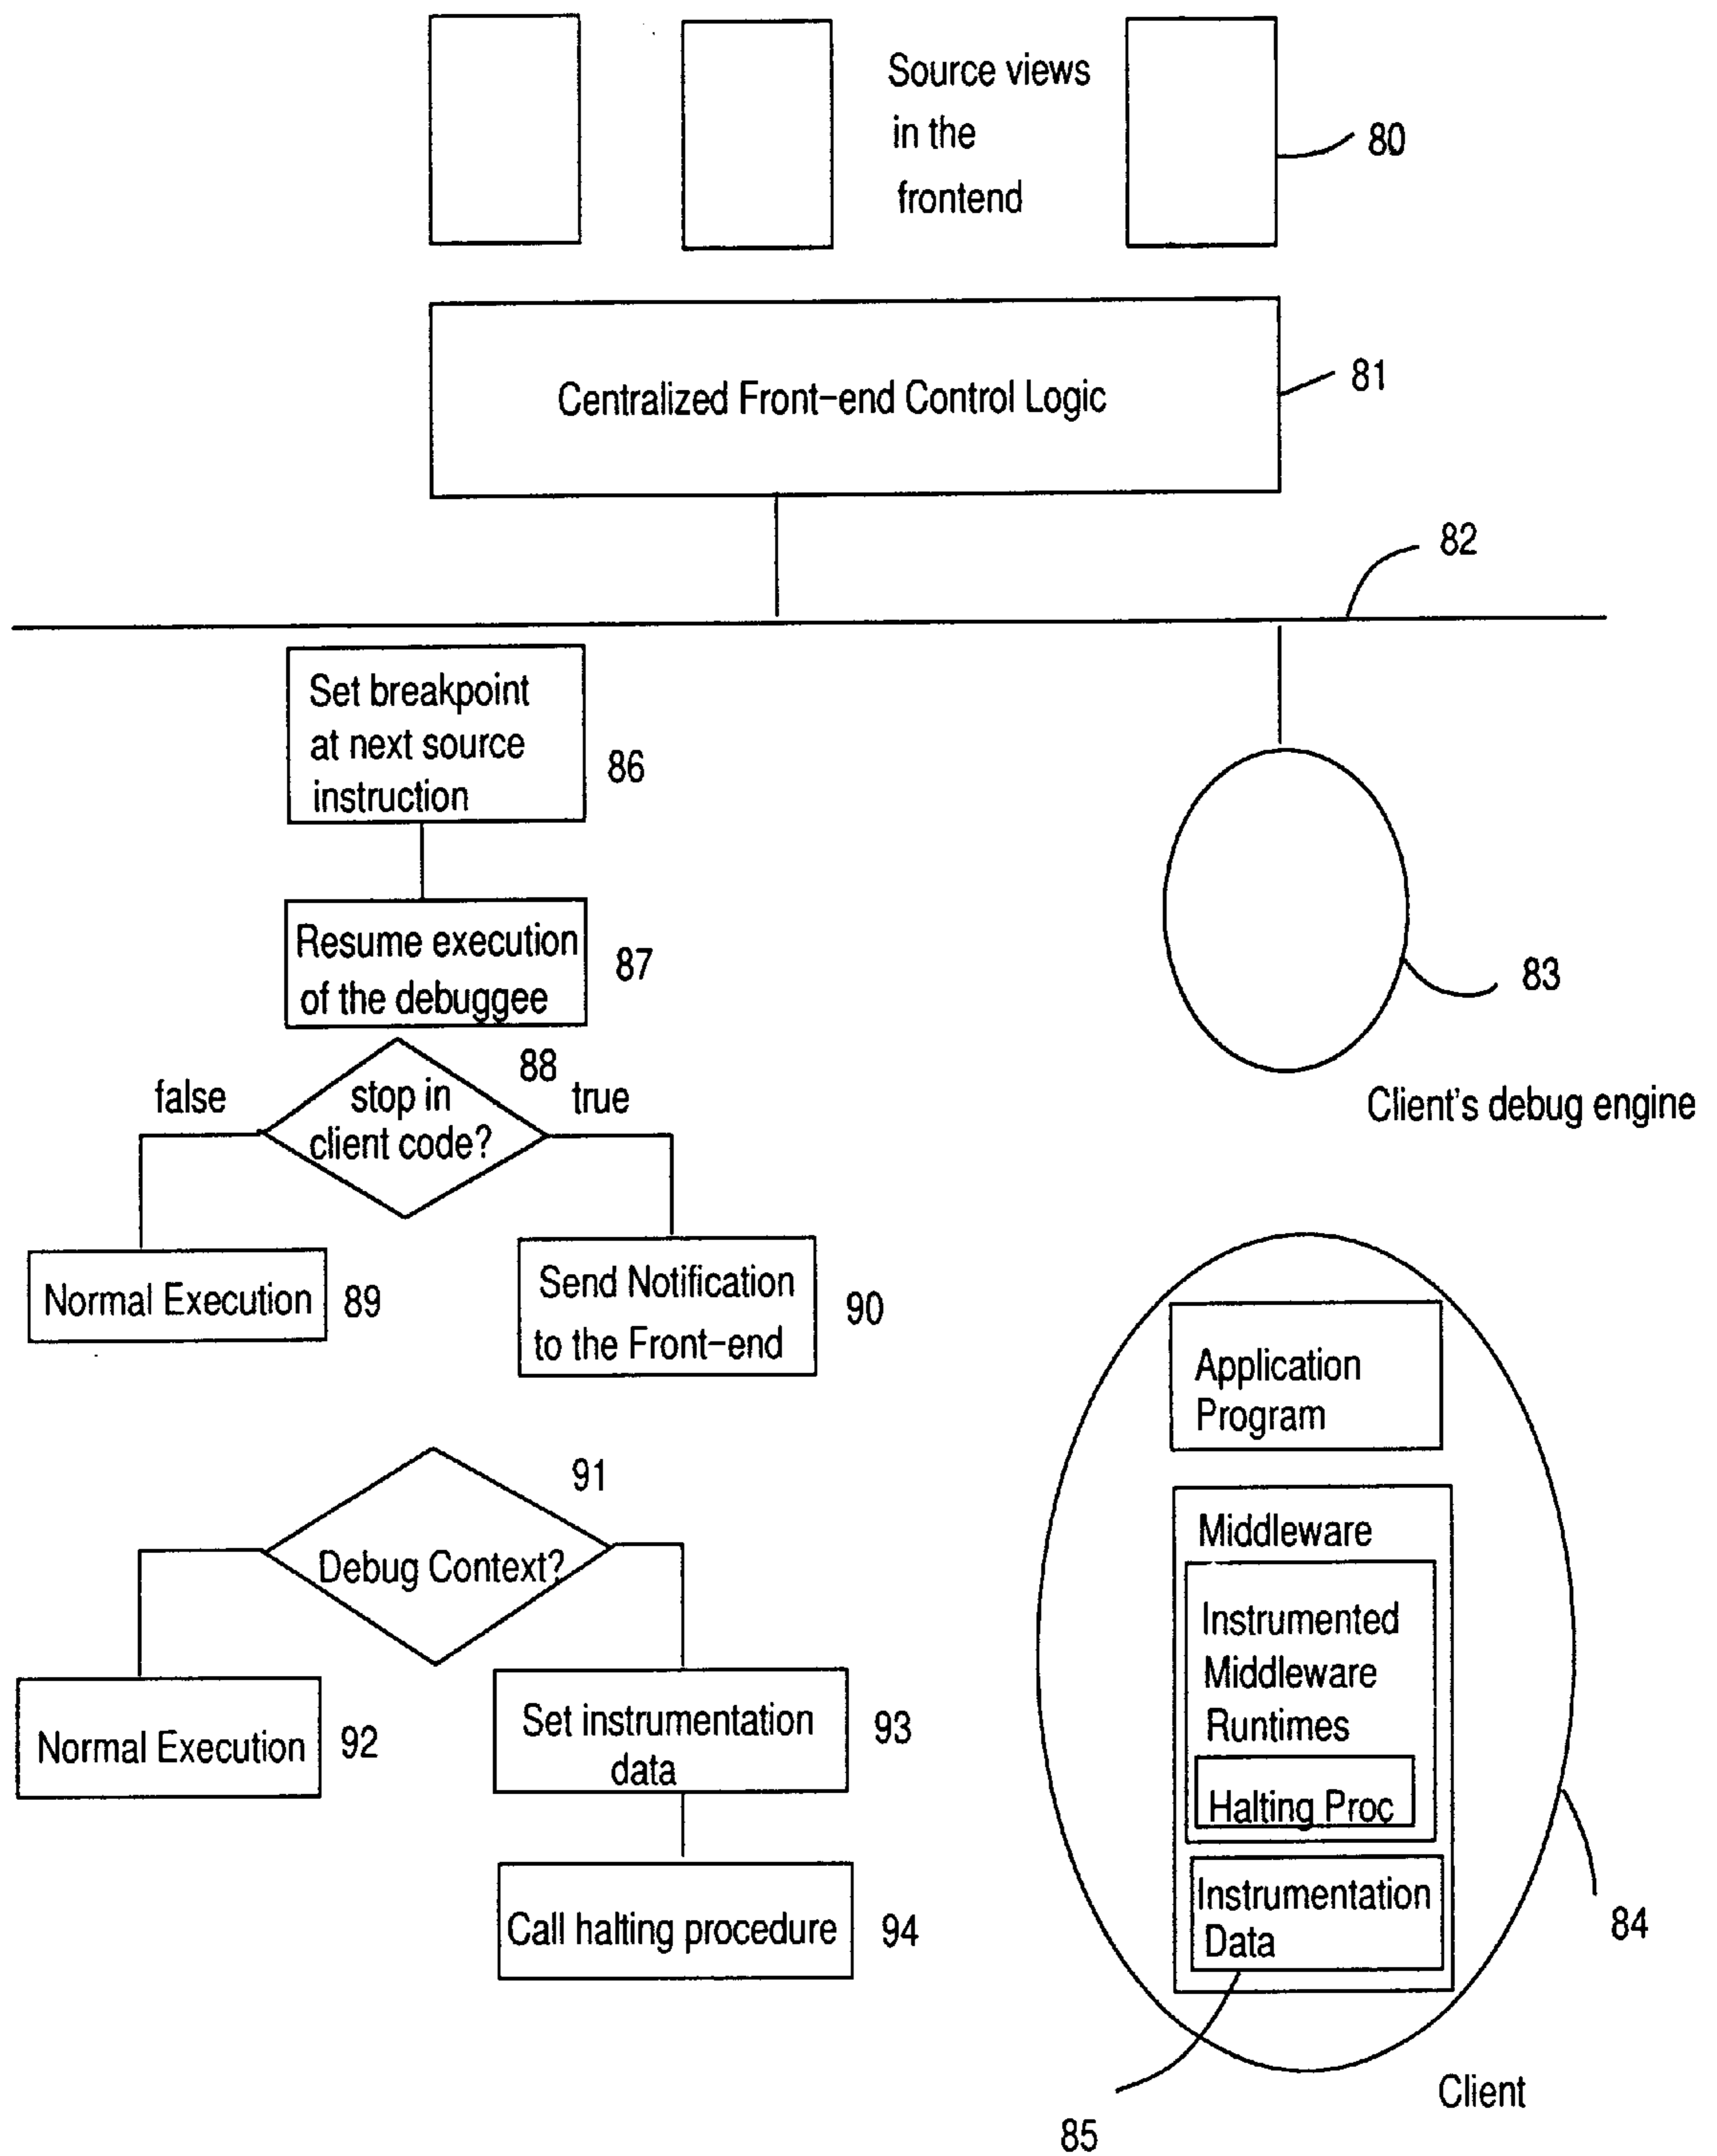 Source views
in the
frontend
80
Centralized Front-end Control Logic
81
82
Set breakpoint
at next source
instruction
86
Resume execution
of the debuggee
87
83
Client's debug engine
88
false
stop in
client code?
true
Normal Execution
89
Send Notification
to the Front-end
90
Application
Program
91
Debug Context?
Middleware
Instrumented
Middleware
Runtimes
Halting Proc
Instrumentation
Data
Normal Execution
92
Set instrumentation
data
93
Call halting procedure
94
84
Client
85